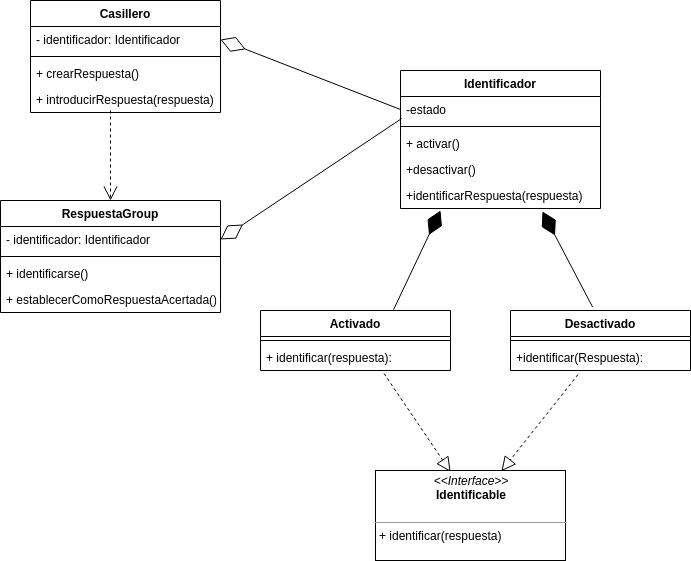 Casillero
- identificador: Identificador
+ crearRespuesta()
+ introducirRespuesta(respuesta)
Identificador
-estado
+ activar()
+desactivar()
+identificarRespuesta(respuesta)
RespuestaGroup
- identificador: Identificador
+ identificarse()
+ establecerComoRespuestaAcertada()
Activado
+ identificar(respuesta):
Desactivado
+identificar(Respuesta):
<<Interface>>
Identificable
+ identificar(respuesta)